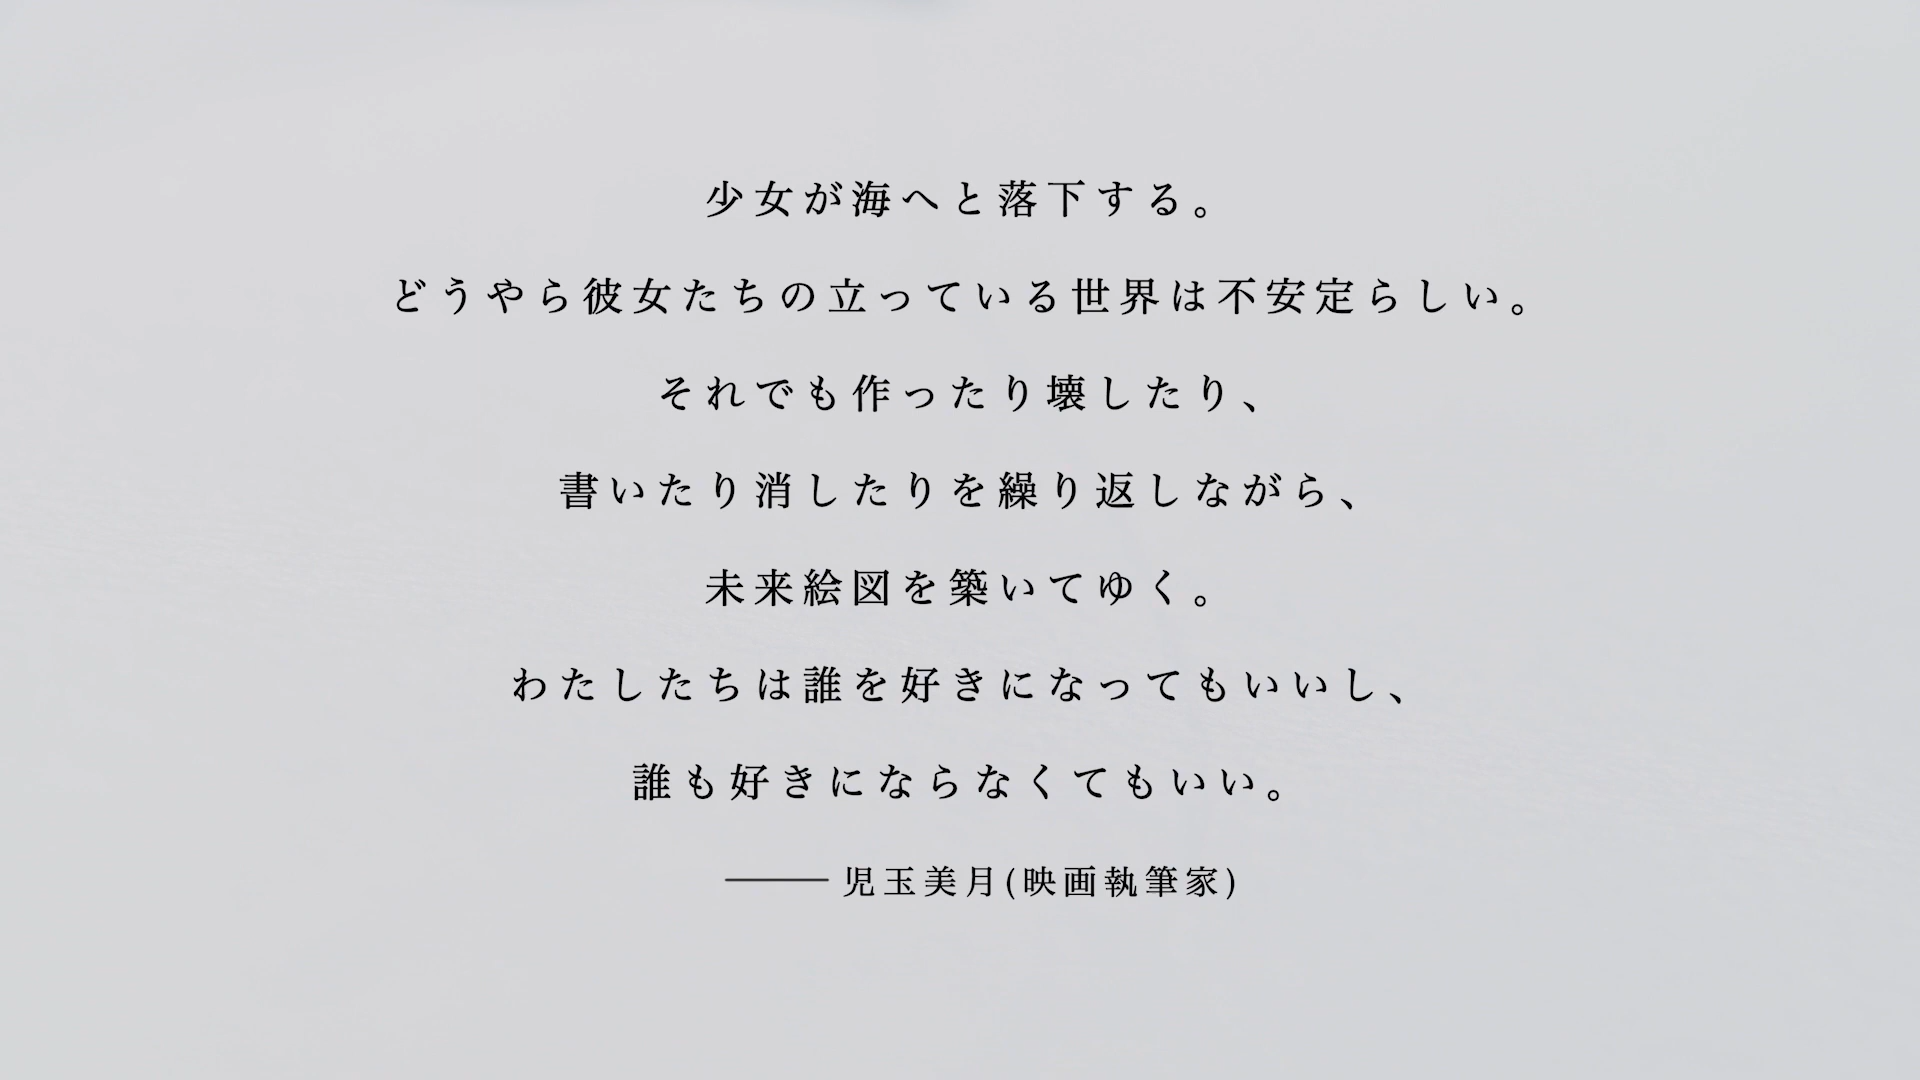 少女が海へと落下する。
どうやら彼女たちの立っている世界は不安定らしい。
それでも作ったり壊したり、
書いたり消したりを繰り返しながら、
未来絵図を築いてゆく。
わたしたちは誰を好きになってもいいし、
誰も好きにならなくてもいい。
――― 児玉美月(映画執筆家)